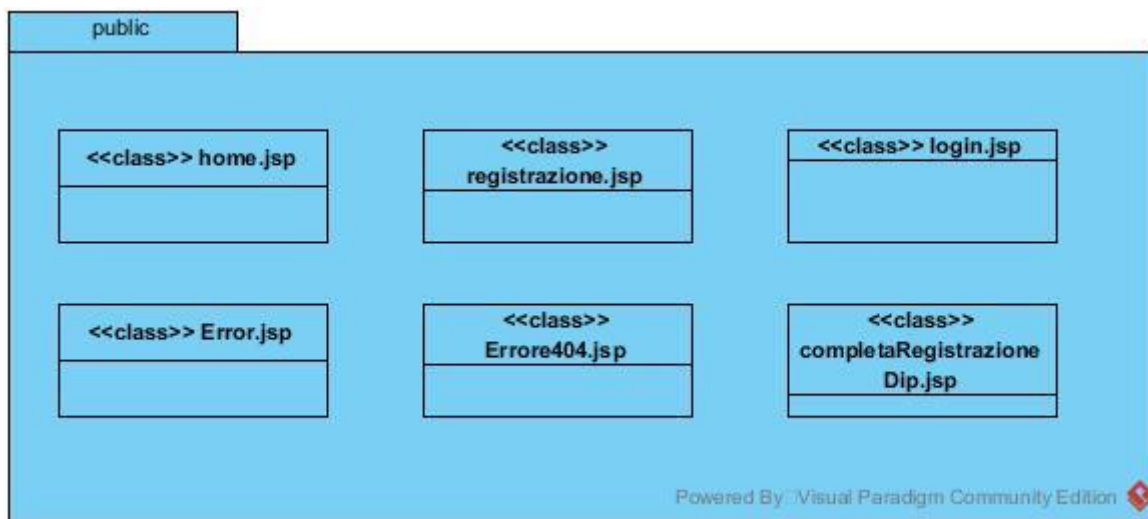 public
<<class>> home.jsp
<<class>>
registrazione.jsp
<<class>> login.jsp
<<class>> Error.jsp
<<class>>
Errore404.jsp
<<class>>
completaRegistrazione
Dip.jsp
Powered By Visual Paradigm Community Edition